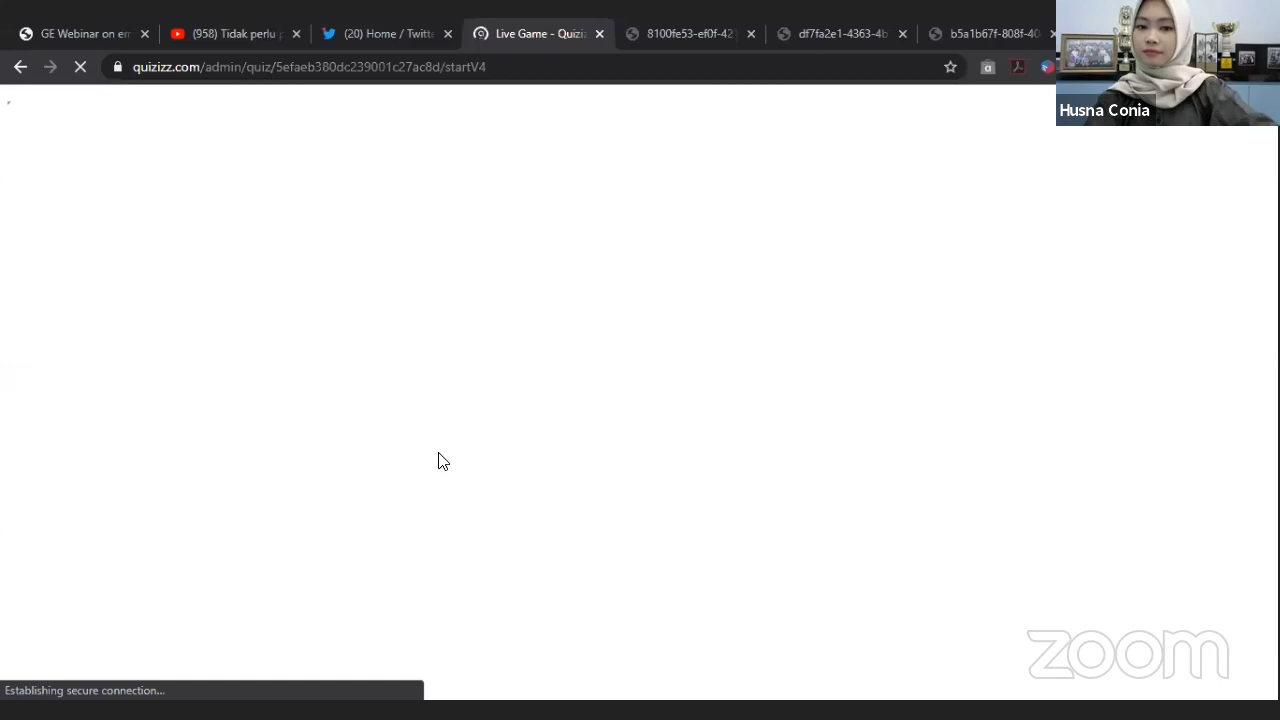 GE Webinar on em
(958) Tidak perlu p
(20) Home / Twitte
Live Game - Quizi
8100fe53-ef0f-42
df7fa2e1-4363-4b
b5a1b67f-808f-40
quizizz.com/admin/quiz/5efaeb380dc239001c27ac8d/startV4
Husna Conia
zoom
Establishing secure connection...